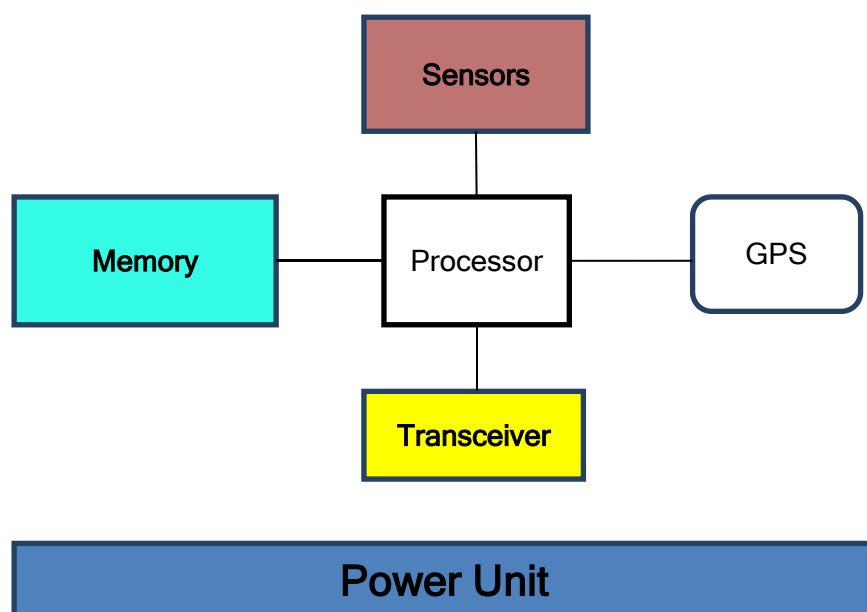 Sensors
Memory
Processor
GPS
Transceiver
Power Unit